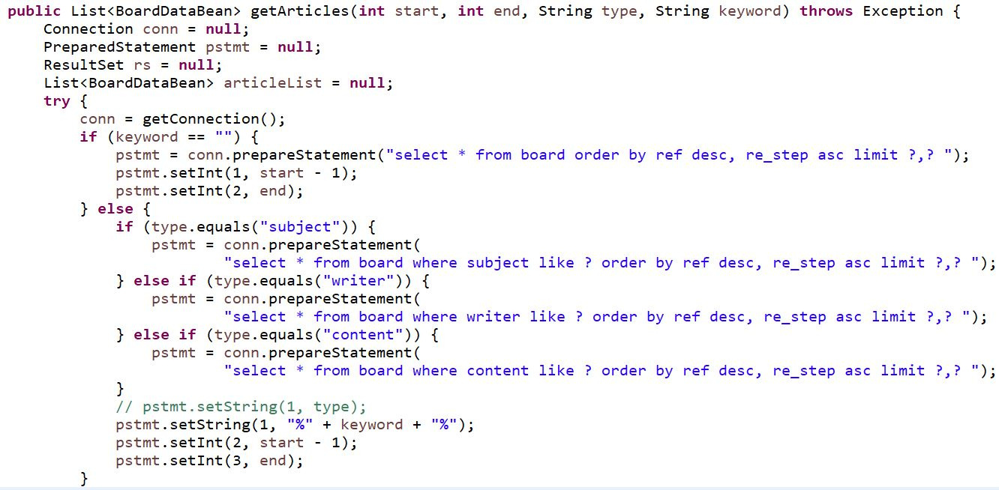 public List<BoardDataBean> getArticles(int start, int end, String type, String keyword) throws Exception {
    Connection conn = null;
    PreparedStatement pstmt = null;
    ResultSet rs = null;
    List<BoardDataBean> articleList = null;
    try {
        conn = getConnection();
        if (keyword == "") {
            pstmt = conn.prepareStatement("select * from board order by ref desc, re_step asc limit ?,? ");
            pstmt.setInt(1, start - 1);
            pstmt.setInt(2, end);
        } else {
            if (type.equals("subject")) {
                pstmt = conn.prepareStatement(
                        "select * from board where subject like ? order by ref desc, re_step asc limit ?,? ");
            } else if (type.equals("writer")) {
                pstmt = conn.prepareStatement(
                        "select * from board where writer like ? order by ref desc, re_step asc limit ?,? ");
            } else if (type.equals("content")) {
                pstmt = conn.prepareStatement(
                        "select * from board where content like ? order by ref desc, re_step asc limit ?,? ");
            }
            // pstmt.setString(1, type);
            pstmt.setString(1, "%" + keyword + "%");
            pstmt.setInt(2, start - 1);
            pstmt.setInt(3, end);
        }